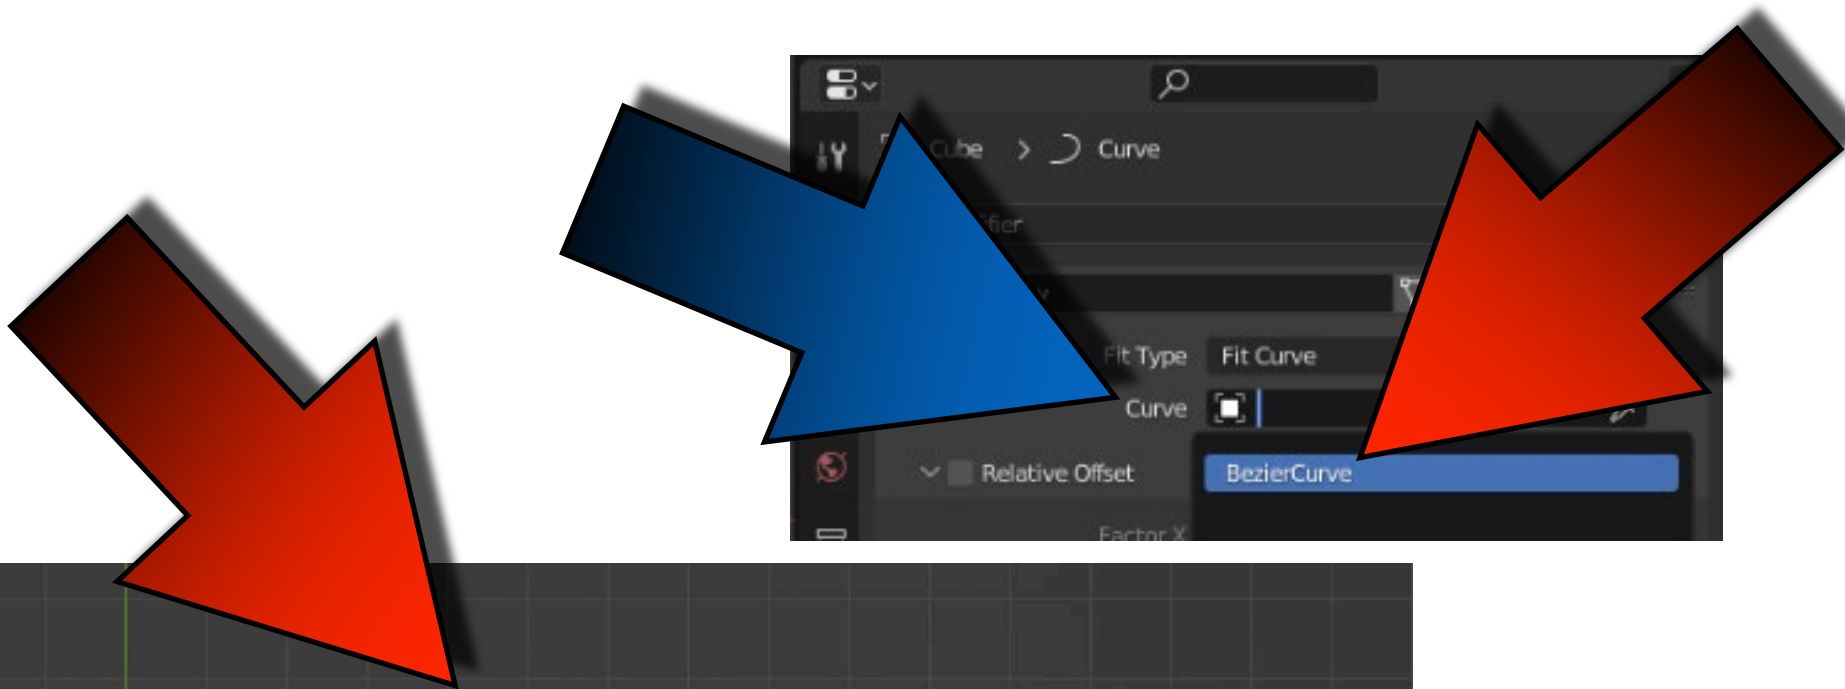 Cube > Curve
Fit Type Fit Curve
Curve
BezierCurve
Relative Offset
Factor X